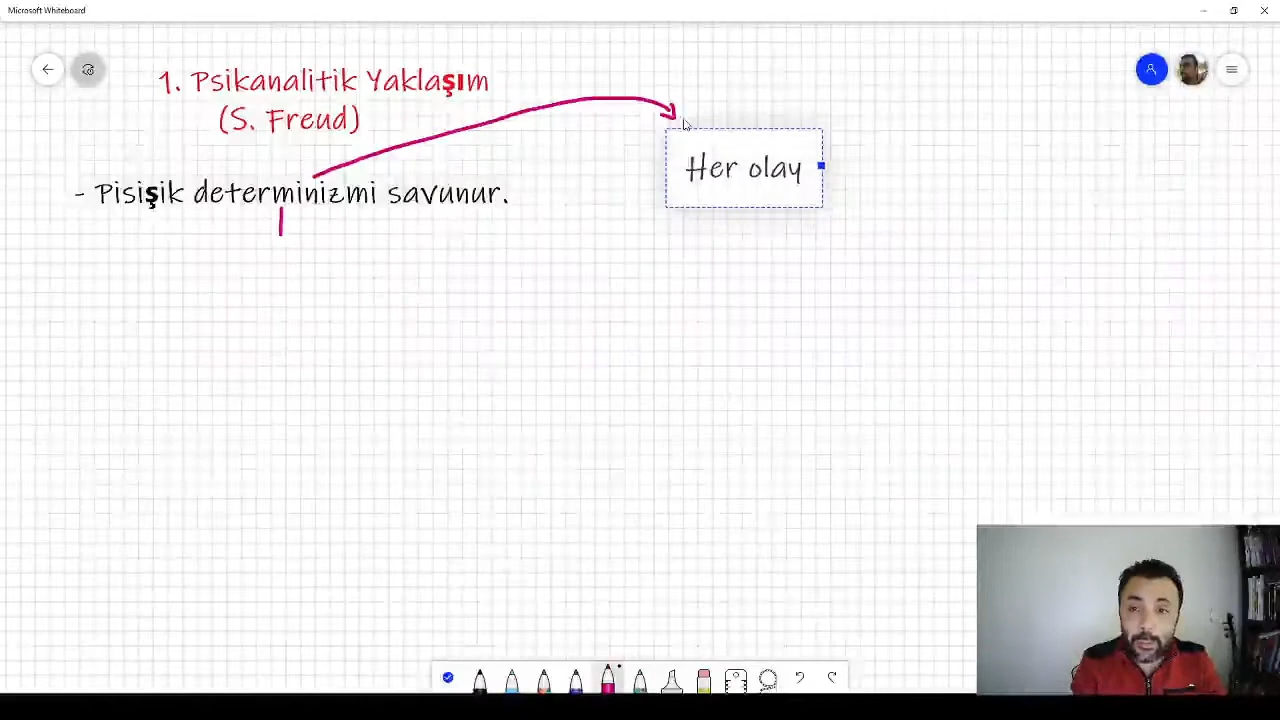 Microsoft Whiteboard
1. Psikanalitik Yaklaşım
(S. Freud)
- Pisişik determinizmi savunur.
Her olay